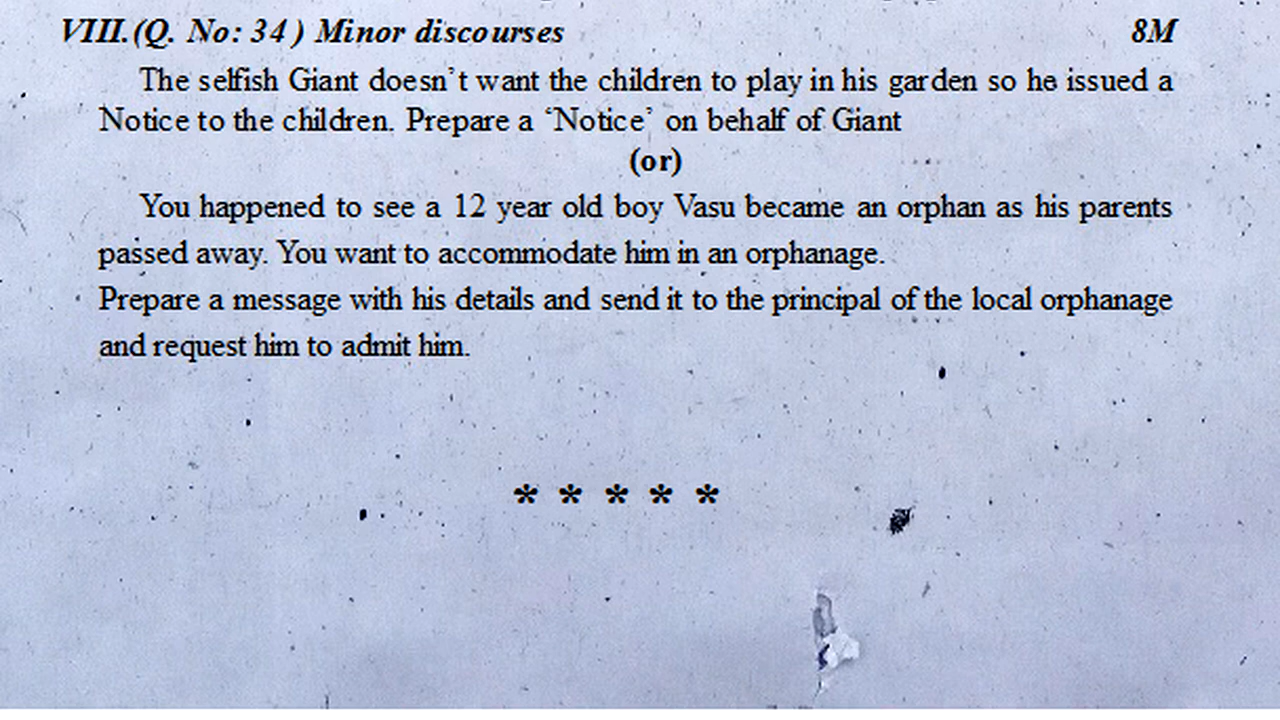 VIII.(Q. No: 34 ) Minor discourses 8M
The selfish Giant doesn't want the children to play in his garden so he issued a
Notice to the children. Prepare a ‘Notice’ on behalf of Giant
(or)
You happened to see a 12 year old boy Vasu became an orphan as his parents
passed away. You want to accommodate him in an orphanage.
Prepare a message with his details and send it to the principal of the local orphanage
and request him to admit him.
* * * * *